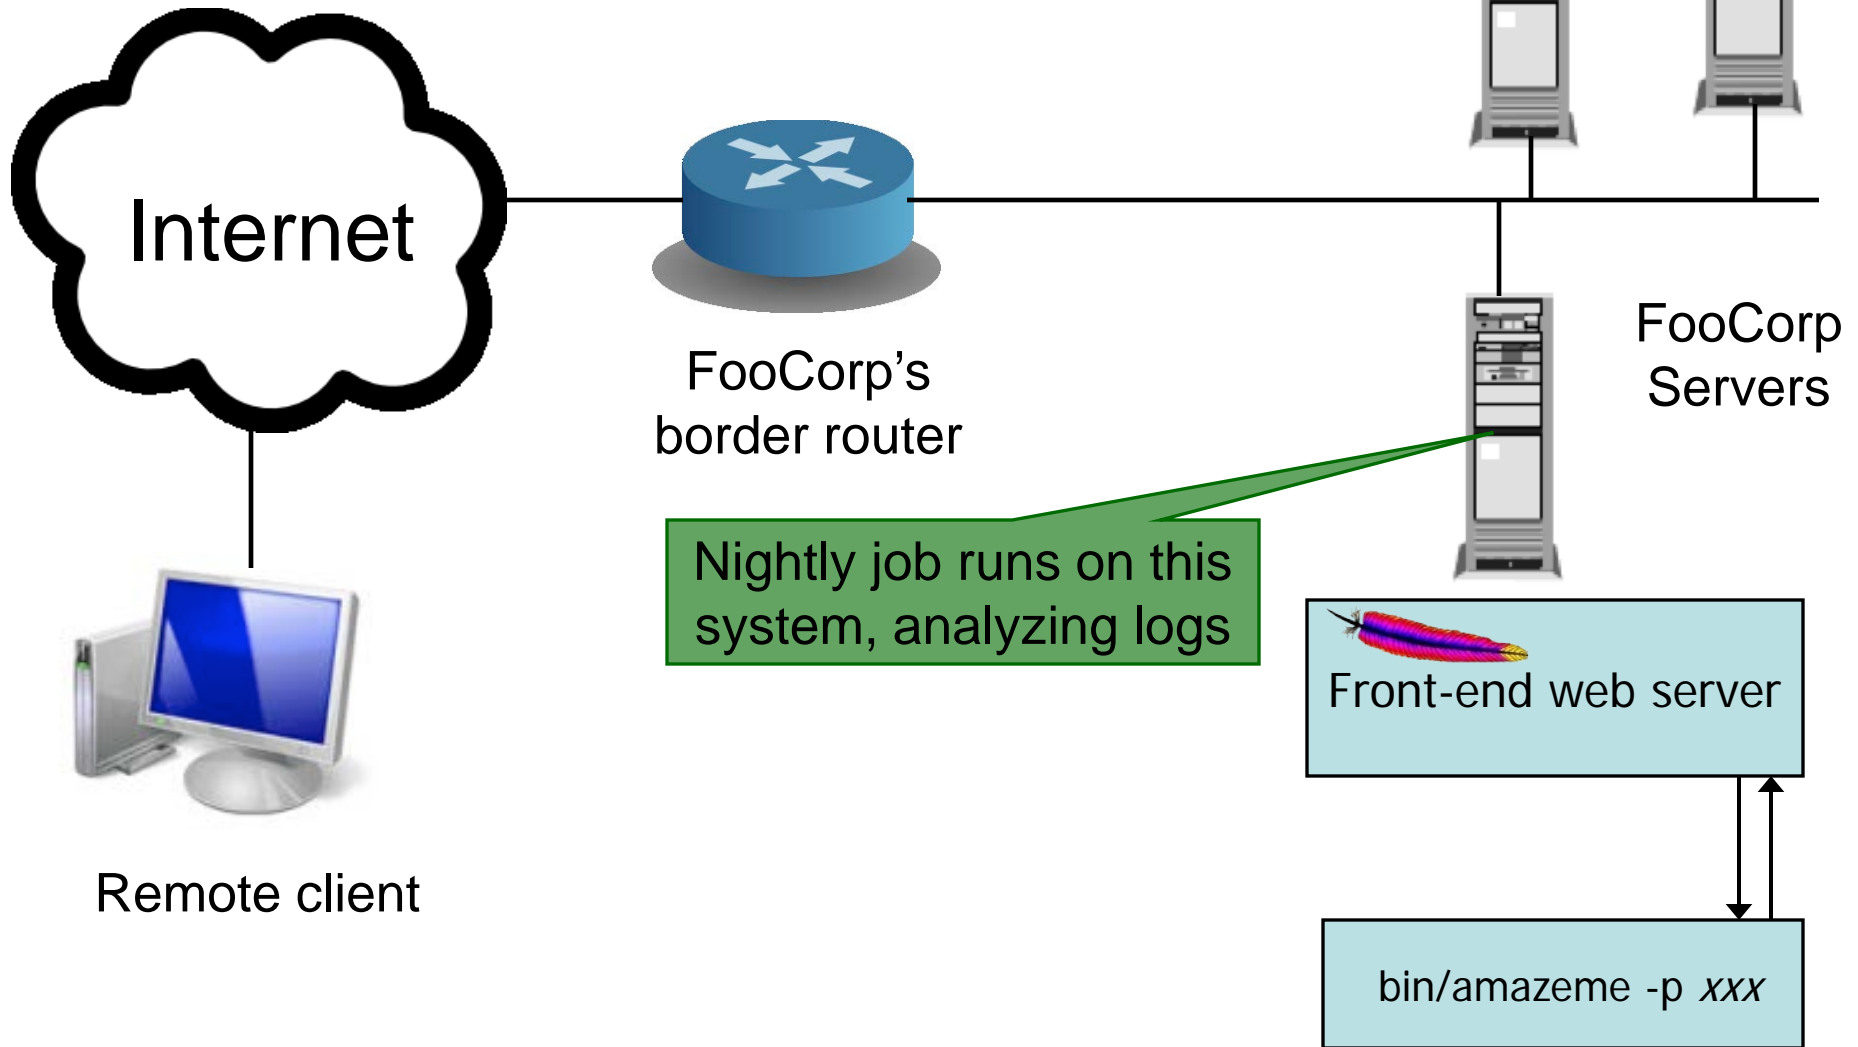 Internet
FooCorp’s
border router
FooCorp
Servers
Nightly job runs on this
system, analyzing logs
Front-end web server
Remote client
bin/amazeme -p xxx